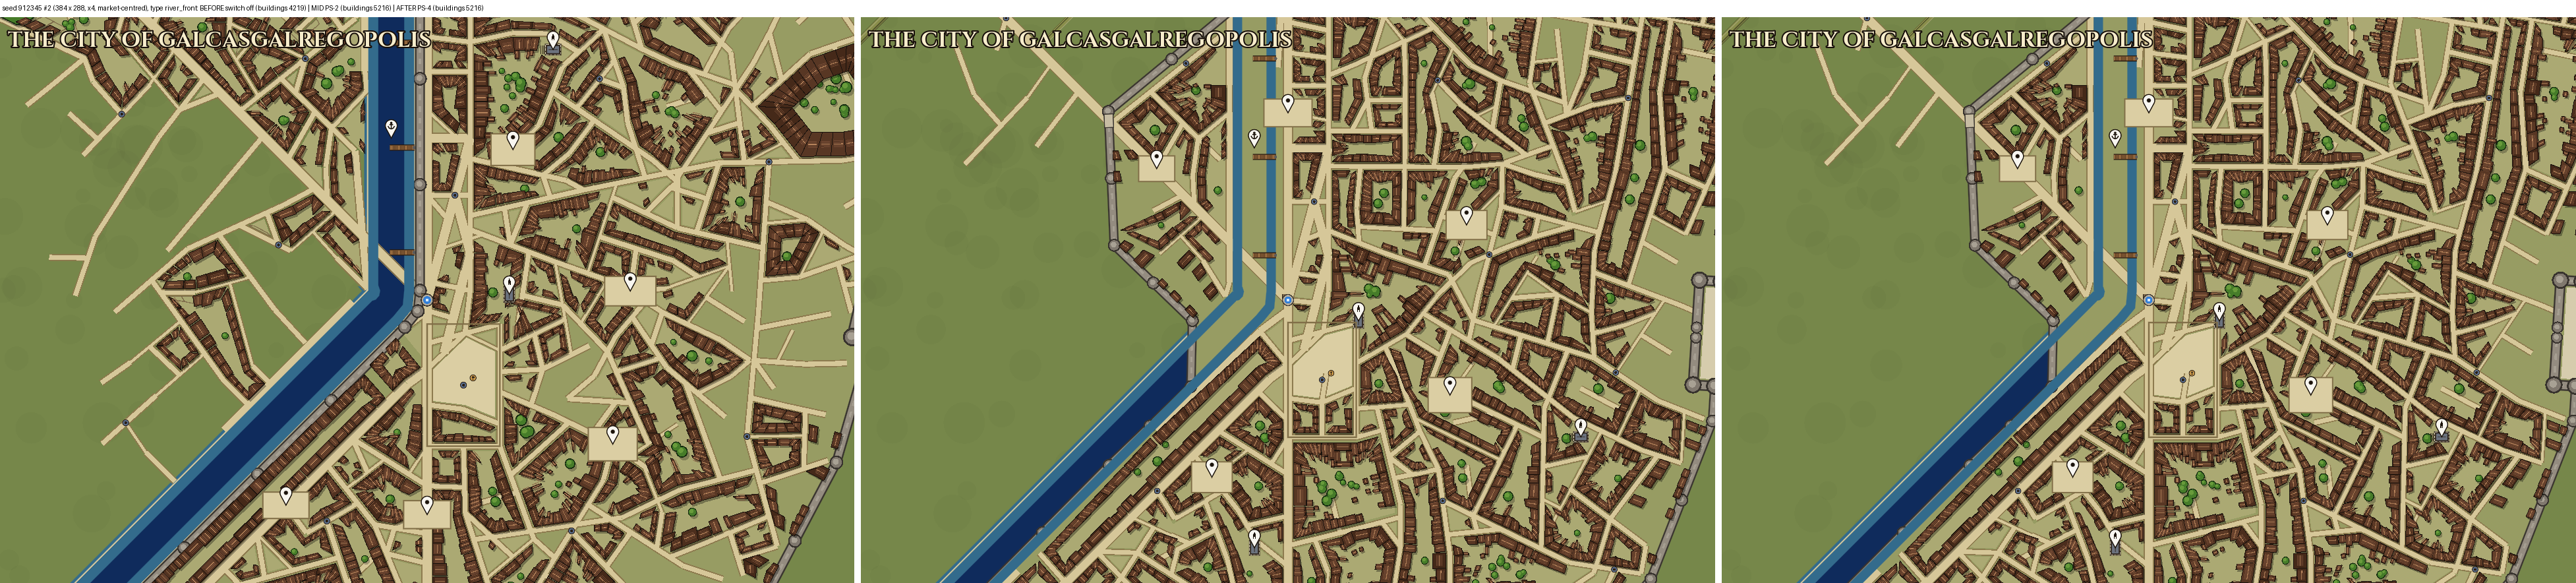 seed 912345 #2 (384 x 288, x4, market-centred), type river_front: BEFORE switch off (buildings 4219) | MID PS-2 (buildings 5216) | AFTER PS-4 (buildings 5216)
THE CITY OF GALCASGALREGOPOLIS
THE CITY OF GALCASGALREGOPOLIS
THE CITY OF GALCASGALREGOPOLIS